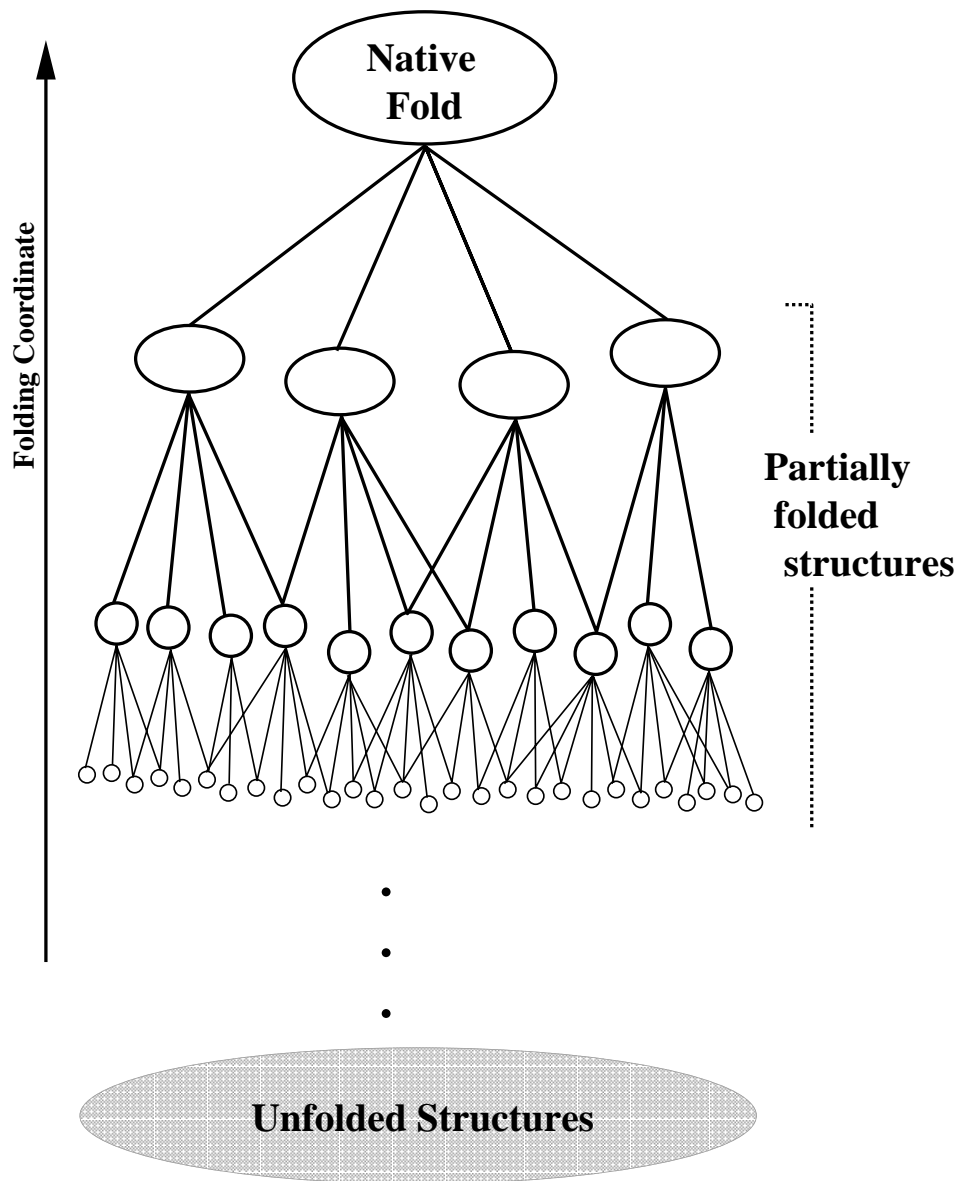 Native
Fold
Folding Coordinate
Partially
folded
structures
Unfolded Structures